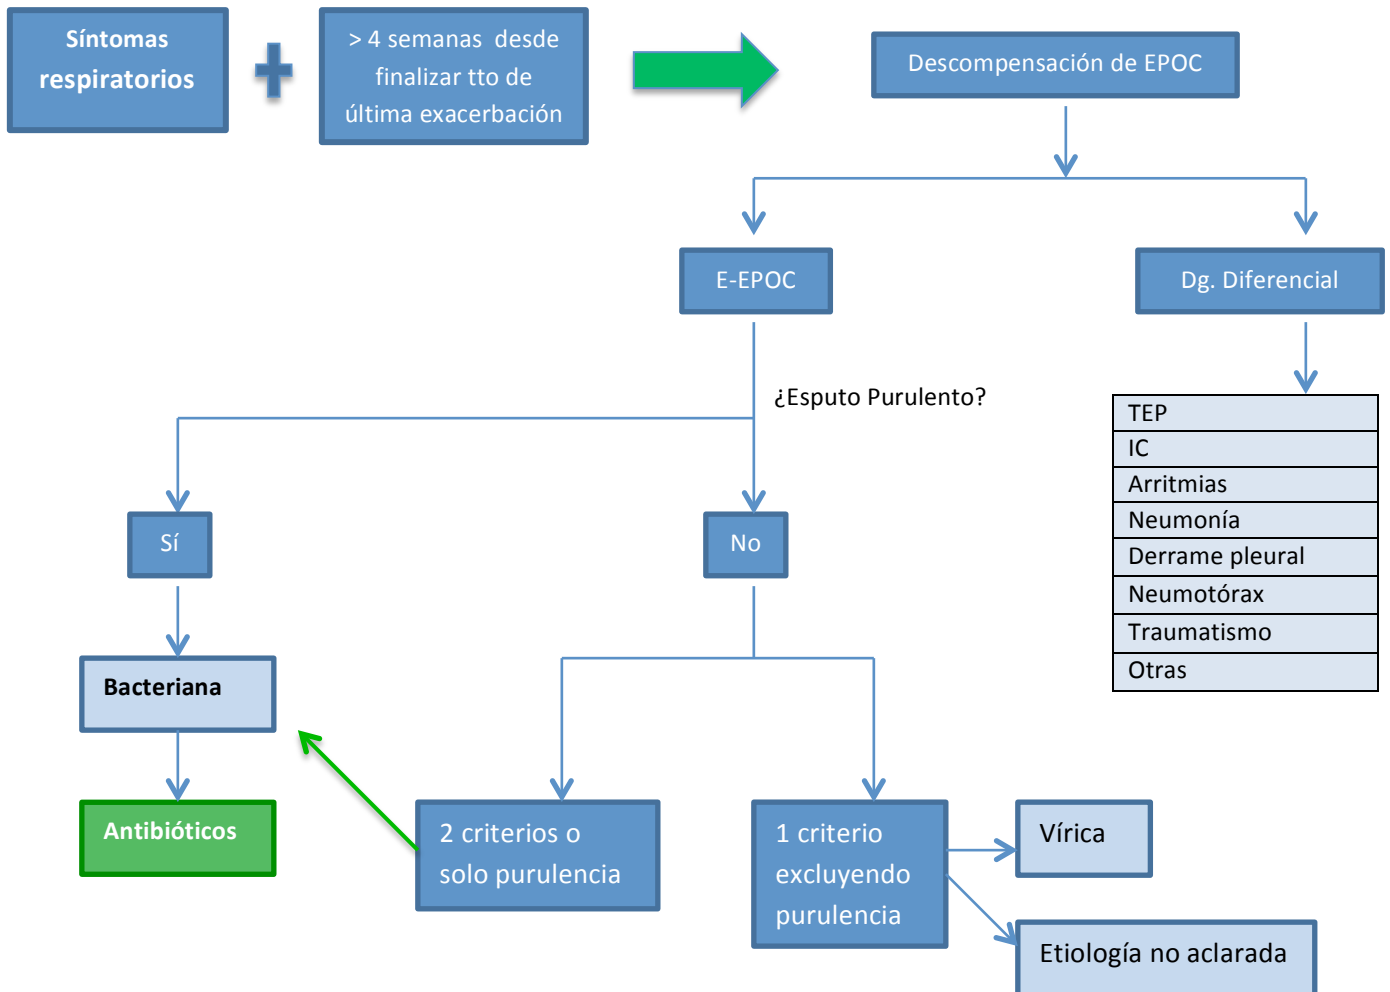 Síntomas
respiratorios
> 4 semanas desde
finalizar tto de
última exacerbación
Descompensación de EPOC
E-EPOC
Dg. Diferencial
¿Esputo Purulento?
TEP
IC
Arritmias
Neumonía
Derrame pleural
Neumotórax
Traumatismo
Otras
Sí
No
Bacteriana
Antibióticos
2 criterios o
solo purulencia
1 criterio
excluyendo
purulencia
Vírica
Etiología no aclarada